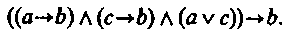 ((a→b) ∧ (c→b) ∧ (a ∨ c))→b.